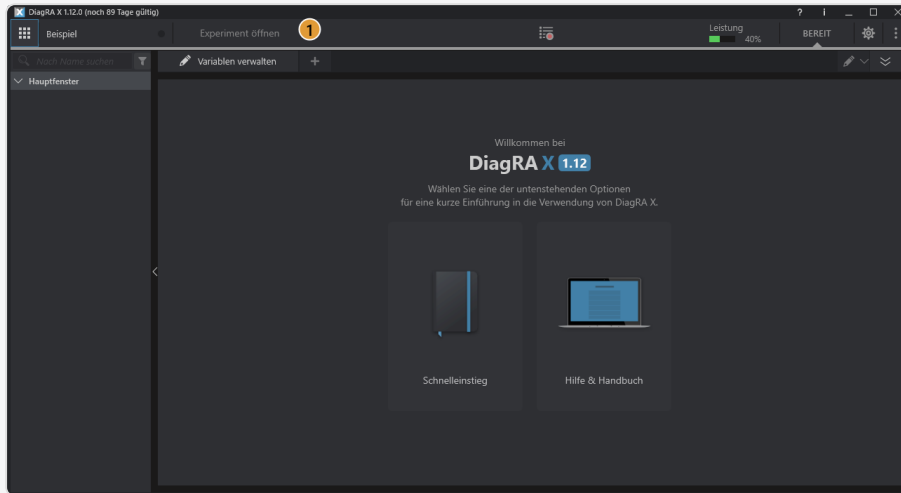 DiagRA X 1.12.0 (noch 89 Tage gültig)
? i
Beispiel
Experiment öffnen
1
Leistung
40%
BEREIT
Nach Name suchen
Variablen verwalten
Hauptfenster
Willkommen bei
DiagRA X 1.12
Wählen Sie eine der untenstehenden Optionen
für eine kurze Einführung in die Verwendung von DiagRA X.
Schnelleinstieg
Hilfe & Handbuch